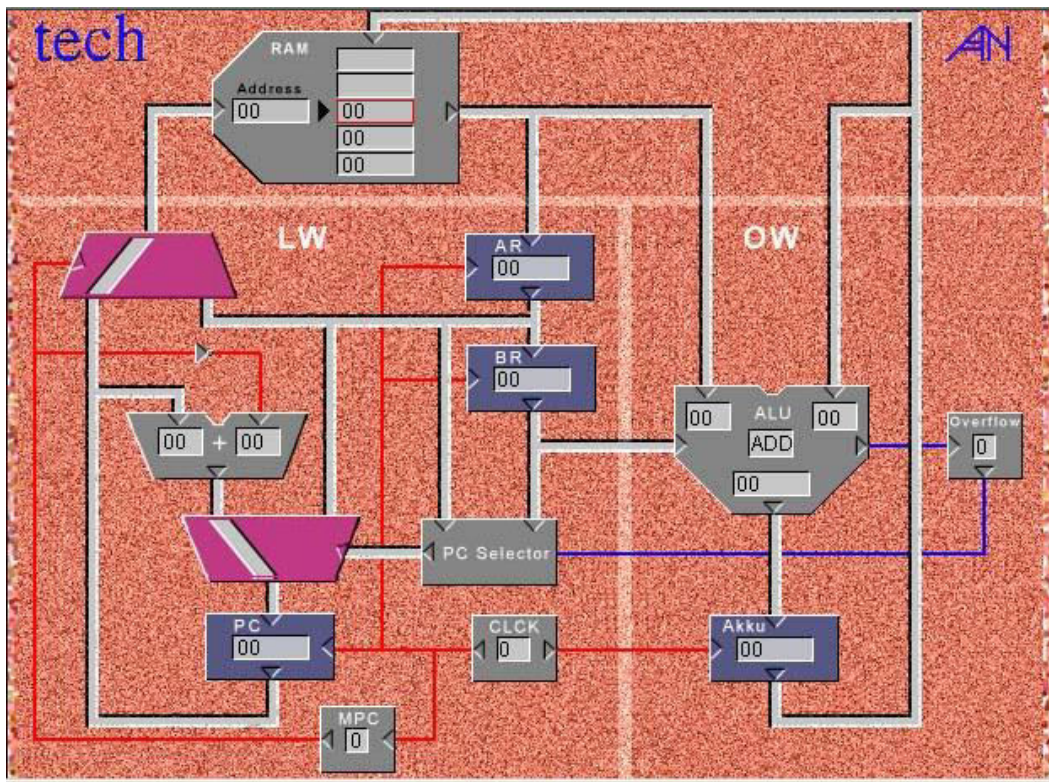 tech
AAN
RAM
Address
00
00
00
00
LW
OW
AR
00
BR
00
00 + 00
00
ALU
00
ADD
00
Overflow
0
PC Selector
PC
00
CLCK
0
Akku
00
MPC
0